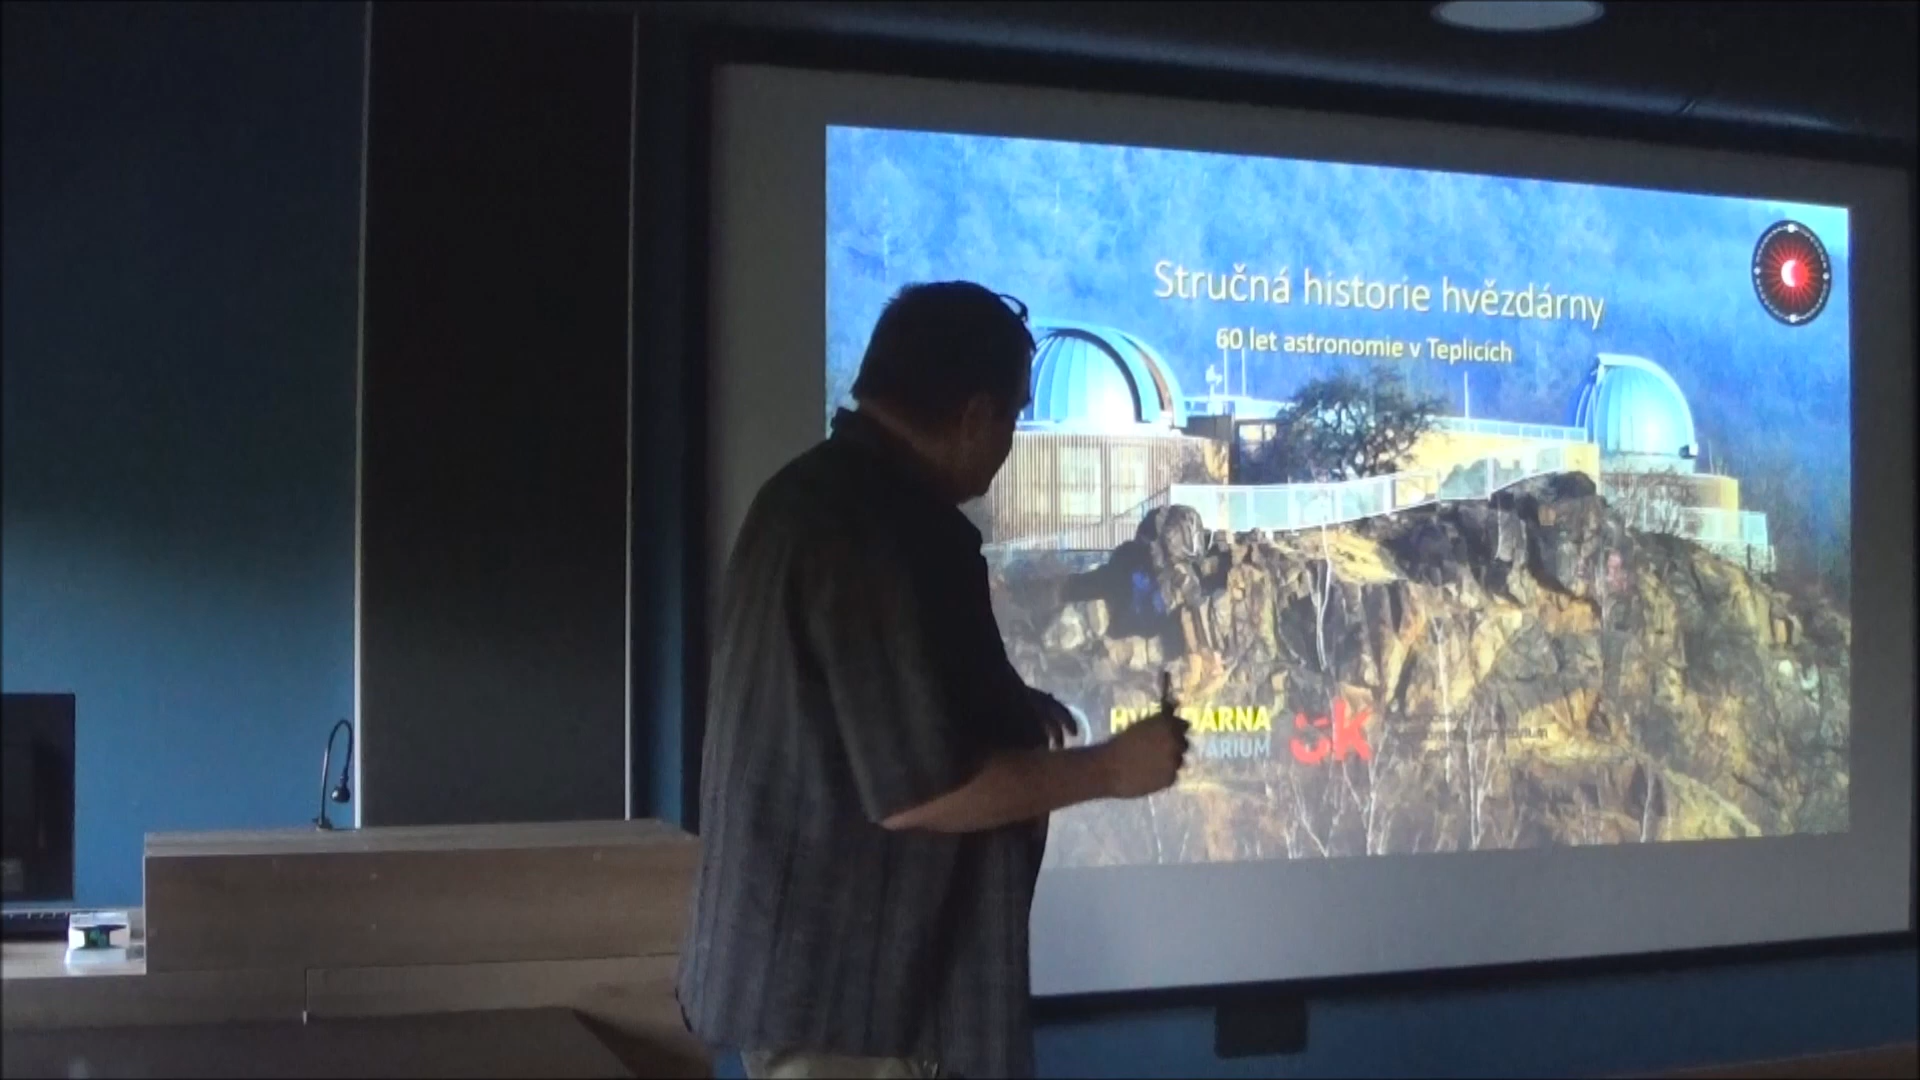 Stručná historie hvězdárny
60 let astronomie v Teplicích